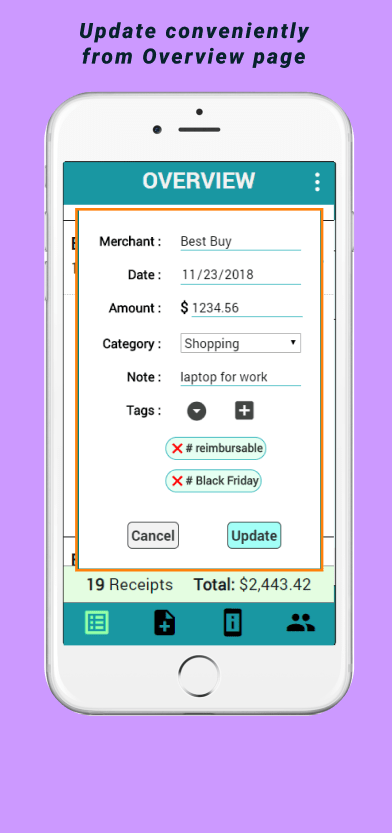 Update conveniently
from Overview page
OVERVIEW
Merchant : Best Buy
Date : 11/23/2018
Amount : $ 1234.56
Category : Shopping
Note : laptop for work
Tags :
# reimbursable
# Black Friday
Cancel Update
19 Receipts Total: $2,443.42